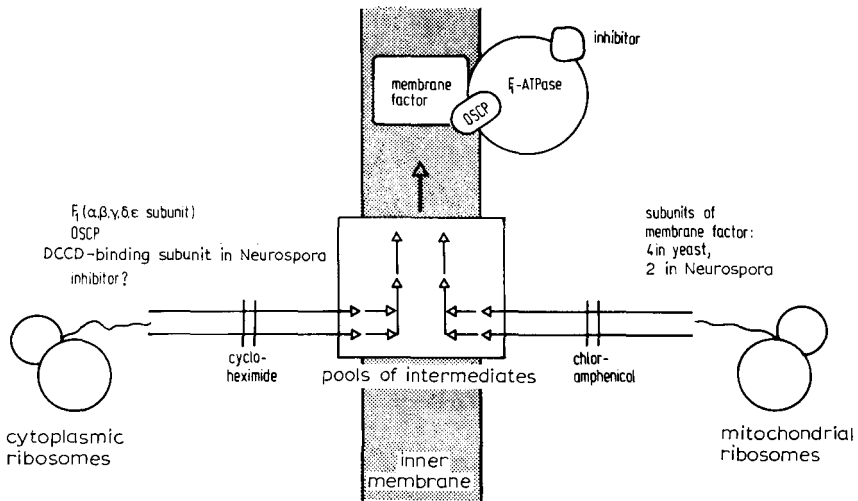 inhibitor
membrane
factor
F₁-ATPase
OSCP
F₁(α,β,γ,δ,ε subunit)
OSCP
DCCD-binding subunit in Neurospora
inhibitor?
subunits of
membrane factor:
4 in yeast,
2 in Neurospora
cyclo-
heximide
chlor-
amphenicol
pools of intermediates
cytoplasmic
ribosomes
mitochondrial
ribosomes
inner
membrane